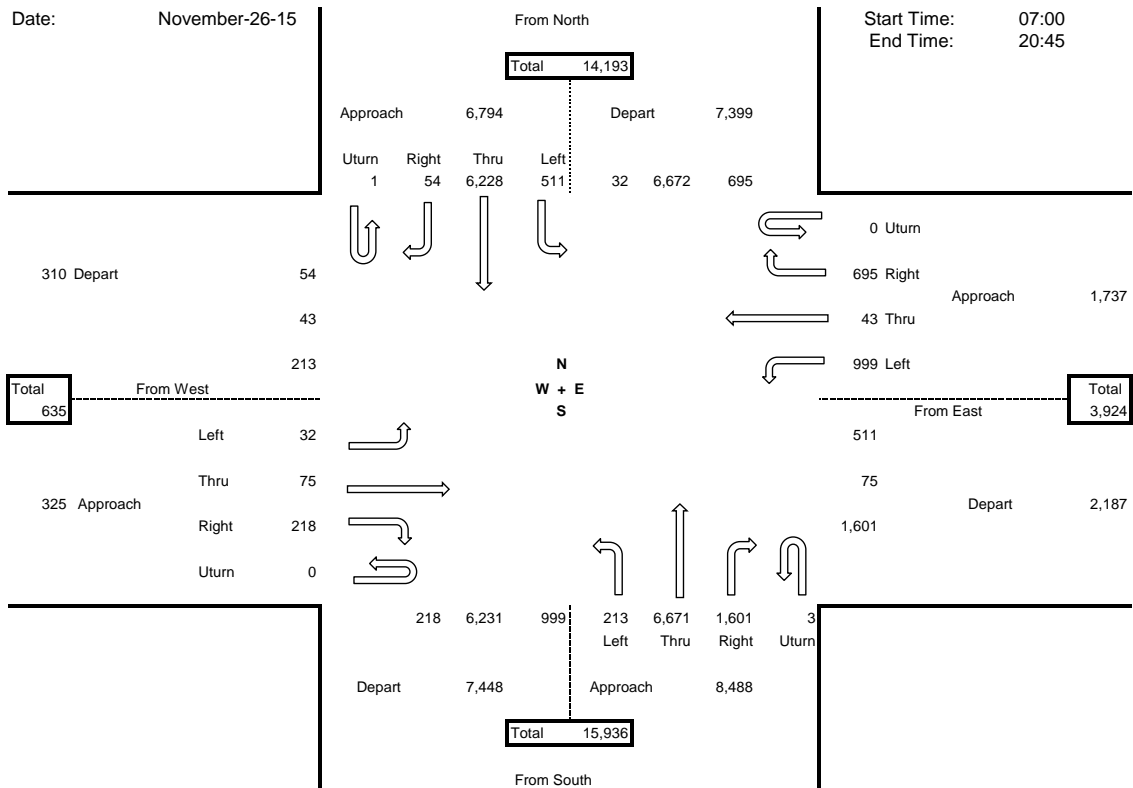 Date: November-26-15 From North Start Time: 07:00
End Time: 20:45
Total 14,193
Approach 6,794 Depart 7,399
Uturn Right Thru Left
1 54 6,228 511 32 6,672 695
0 Uturn
310 Depart 54 695 Right
Approach 1,737
43 43 Thru
213 N 999 Left
Total From West W + E Total
635 S From East 3,924
Left 32 511
Thru 75 75
325 Approach Depart 2,187
Right 218 1,601
Uturn 0
218 6,231 999 213 6,671 1,601 3
Left Thru Right Uturn
Depart 7,448 Approach 8,488
Total 15,936
From South